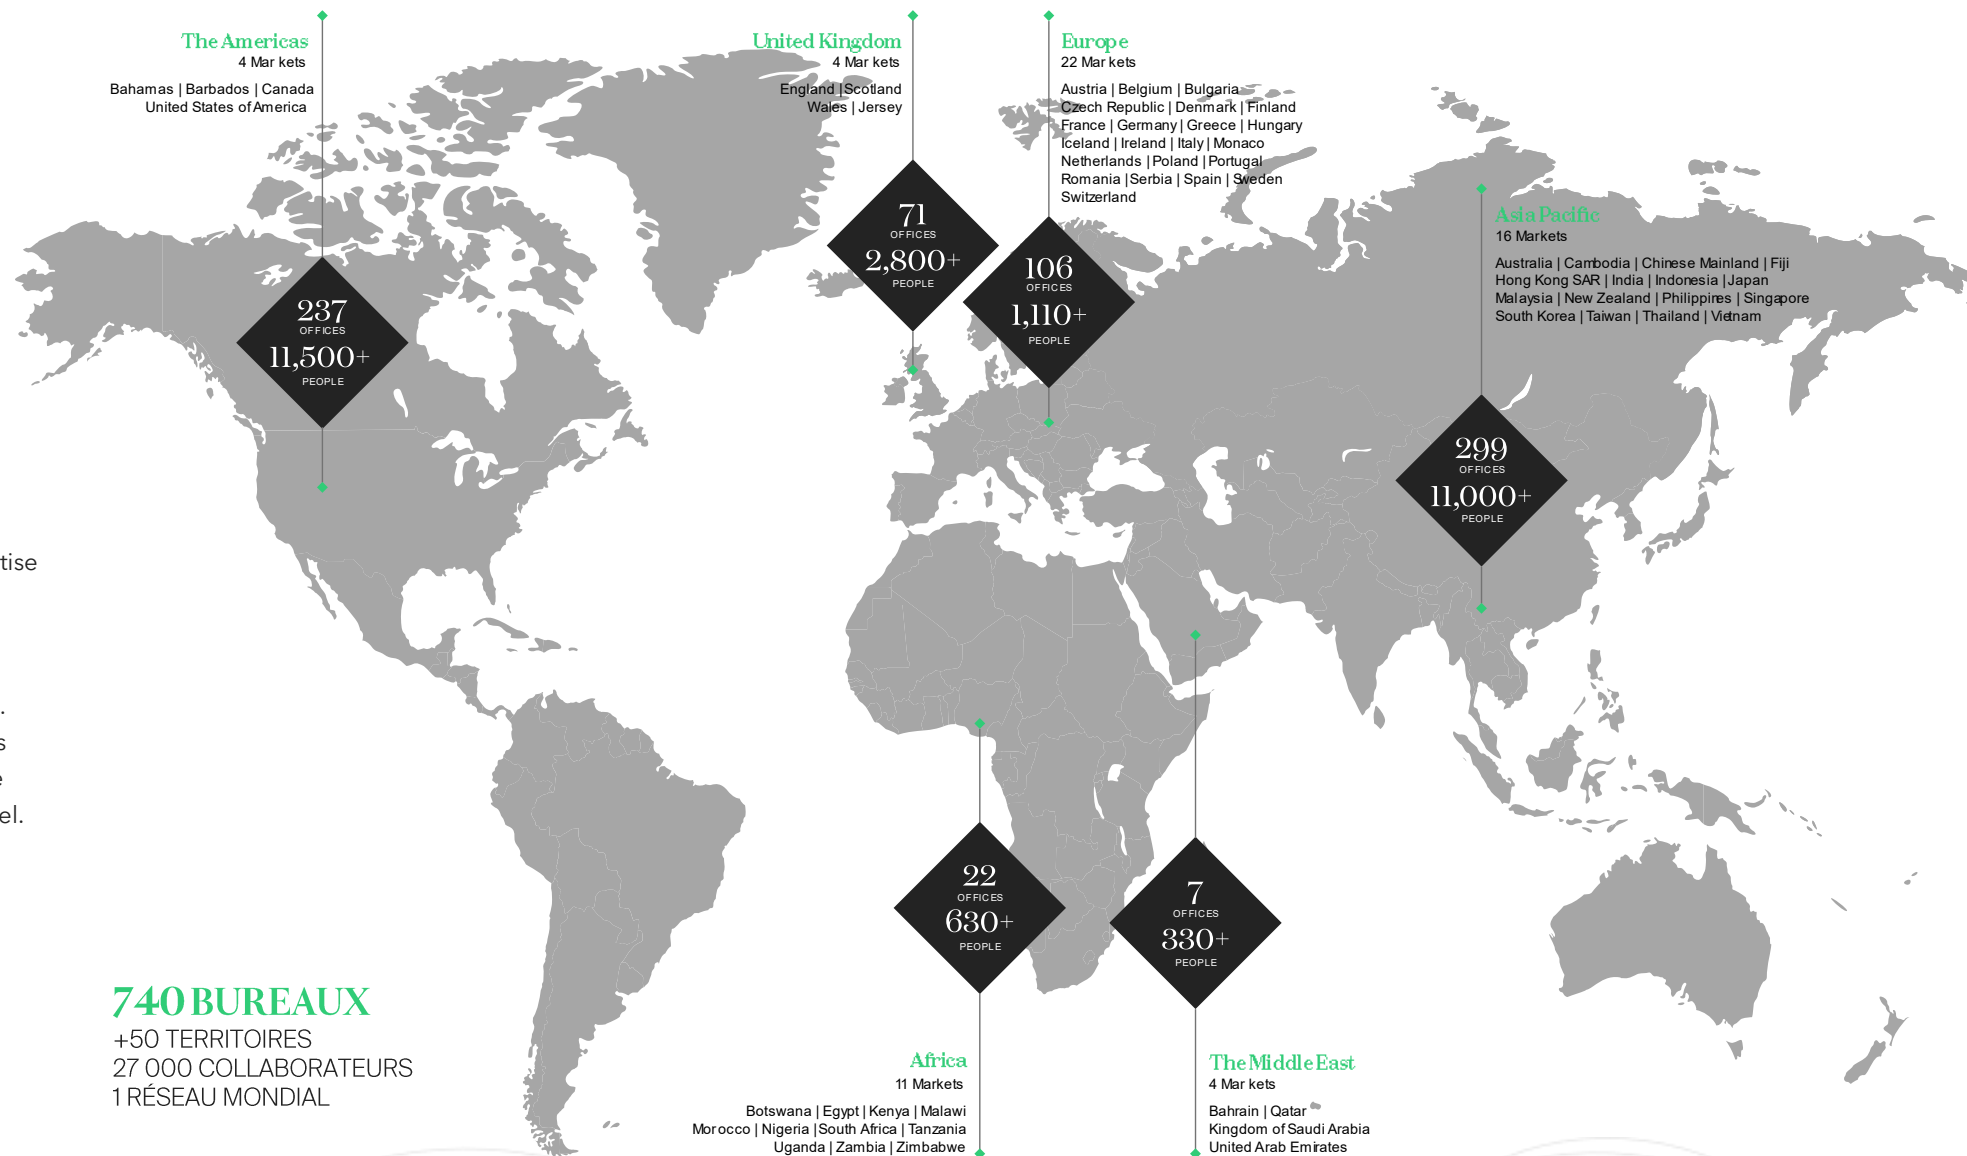 The Americas
4 Markets
Bahamas | Barbados | Canada
United States of America
United Kingdom
4 Markets
England | Scotland
Wales | Jersey
Europe
22 Markets
Austria | Belgium | Bulgaria
Czech Republic | Denmark | Finland
France | Germany | Greece | Hungary
Iceland | Ireland | Italy | Monaco
Netherlands | Poland | Portugal
Romania | Serbia | Spain | Sweden
Switzerland
Asia Pacific
16 Markets
Australia | Cambodia | Chinese Mainland | Fiji
Hong Kong SAR | India | Indonesia | Japan
Malaysia | New Zealand | Philippines | Singapore
South Korea | Taiwan | Thailand | Vietnam
71
OFFICES
2,800+
PEOPLE
106
OFFICES
1,110+
PEOPLE
237
OFFICES
11,500+
PEOPLE
299
OFFICES
11,000+
PEOPLE
tise
.
s
e
el.
22
OFFICES
630+
PEOPLE
7
OFFICES
330+
PEOPLE
740 BUREAUX
+50 TERRITOIRES
27 000 COLLABORATEURS
1 RÉSEAU MONDIAL
Africa
11 Markets
Botswana | Egypt | Kenya | Malawi
Morocco | Nigeria | South Africa | Tanzania
Uganda | Zambia | Zimbabwe
The Middle East
4 Markets
Bahrain | Qatar
Kingdom of Saudi Arabia
United Arab Emirates